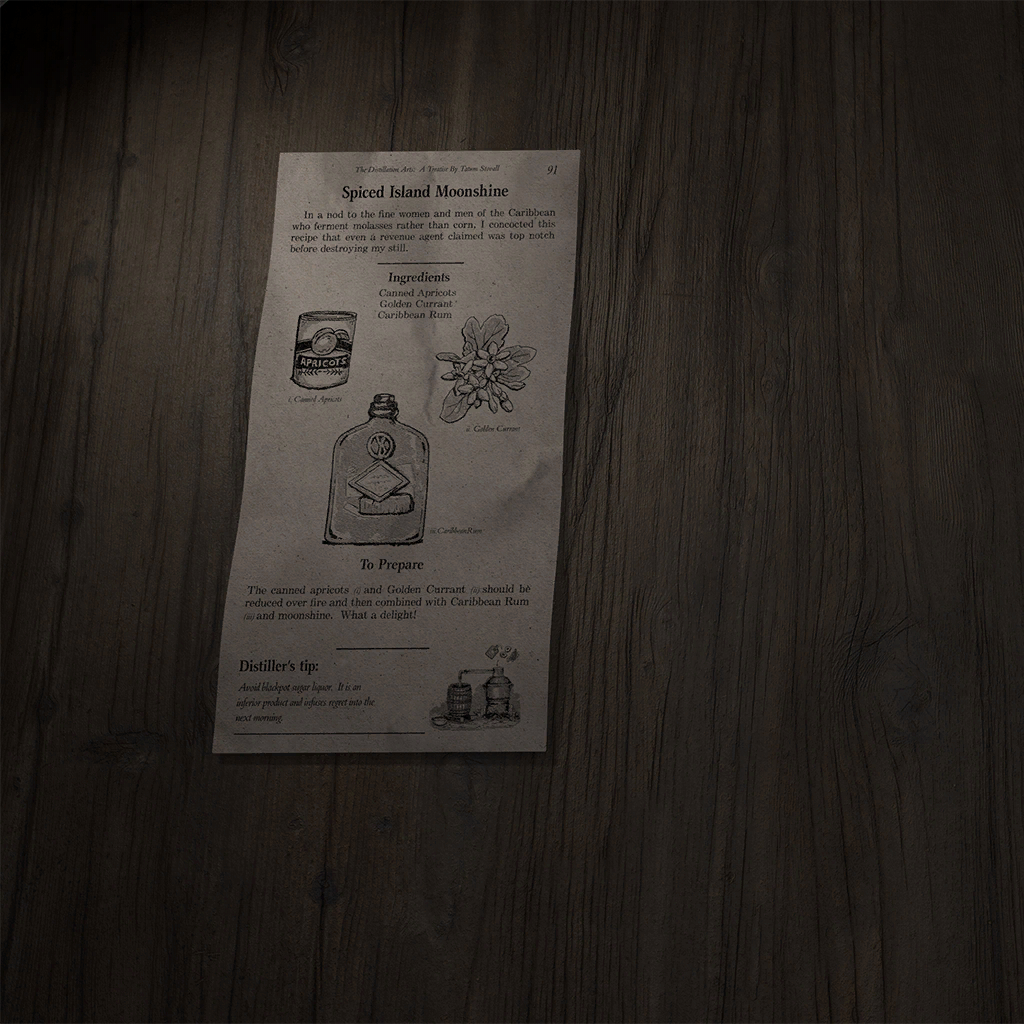 The Distillation Arts: A Treatise By Tatum Stovall
91
Spiced Island Moonshine
In a nod to the fine women and men of the Caribbean
who ferment molasses rather than corn, I concocted this
recipe that even a revenue agent claimed was top notch
before destroying my still.
Ingredients
Canned Apricots
Golden Currant
Caribbean Rum
APRICOTS
i. Canned Apricots
ii. Golden Currant
iii. Caribbean Rum
To Prepare
The canned apricots (i) and Golden Currant (ii) should be
reduced over fire and then combined with Caribbean Rum
(iii) and moonshine. What a delight!
Distiller's tip:
Avoid blackpot sugar liquor. It is an
inferior product and infuses regret into the
next morning.